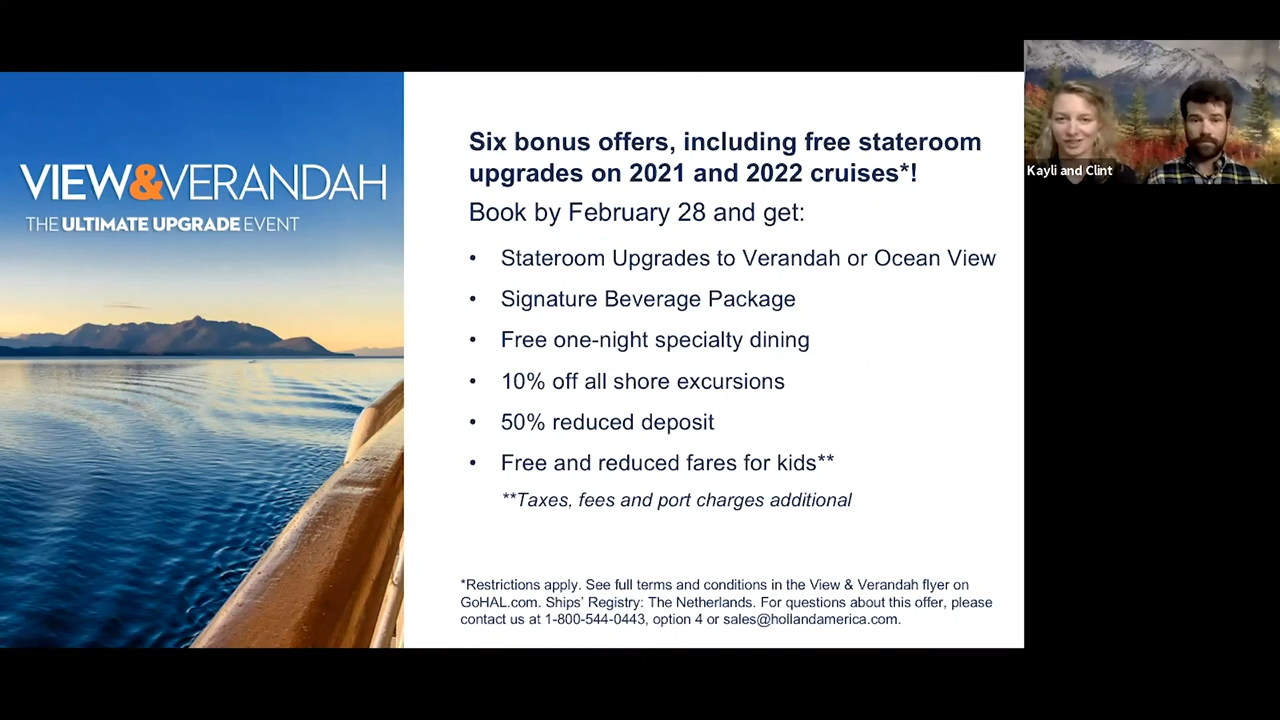 VIEW&VERANDAH
THE ULTIMATE UPGRADE EVENT
Six bonus offers, including free stateroom
upgrades on 2021 and 2022 cruises*!
Book by February 28 and get:
• Stateroom Upgrades to Verandah or Ocean View
• Signature Beverage Package
• Free one-night specialty dining
• 10% off all shore excursions
• 50% reduced deposit
• Free and reduced fares for kids**
**Taxes, fees and port charges additional
*Restrictions apply. See full terms and conditions in the View & Verandah flyer on
GoHAL.com. Ships’ Registry: The Netherlands. For questions about this offer, please
contact us at 1-800-544-0443, option 4 or sales@hollandamerica.com.
Kayli and Clint